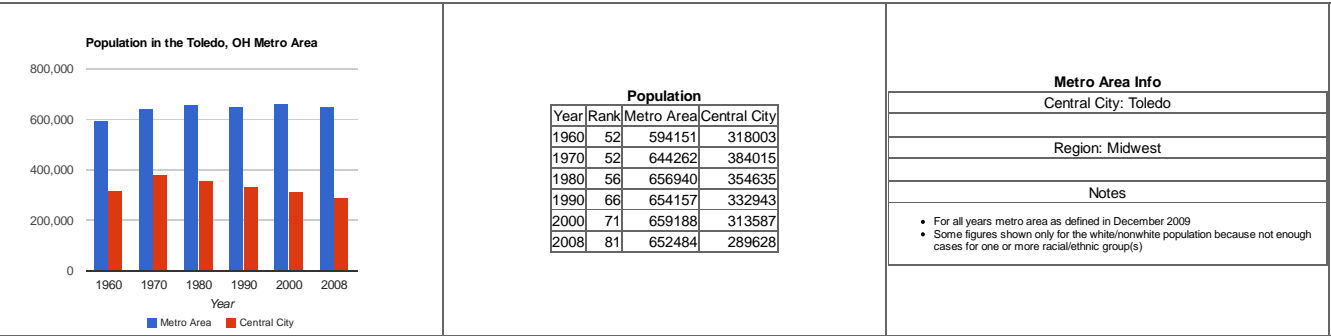 Population in the Toledo, OH Metro Area
800,000
600,000
400,000
200,000
0
1960 1970 1980 1990 2000 2008
Year
Metro Area Central City
Population
Year Rank Metro Area Central City
1960 52 594151 318003
1970 52 644262 384015
1980 56 656940 354635
1990 66 654157 332943
2000 71 659188 313587
2008 81 652484 289628
Metro Area Info
Central City: Toledo
Region: Midwest
Notes
• For all years metro area as defined in December 2009
• Some figures shown only for the white/nonwhite population because not enough
cases for one or more racial/ethnic group(s)